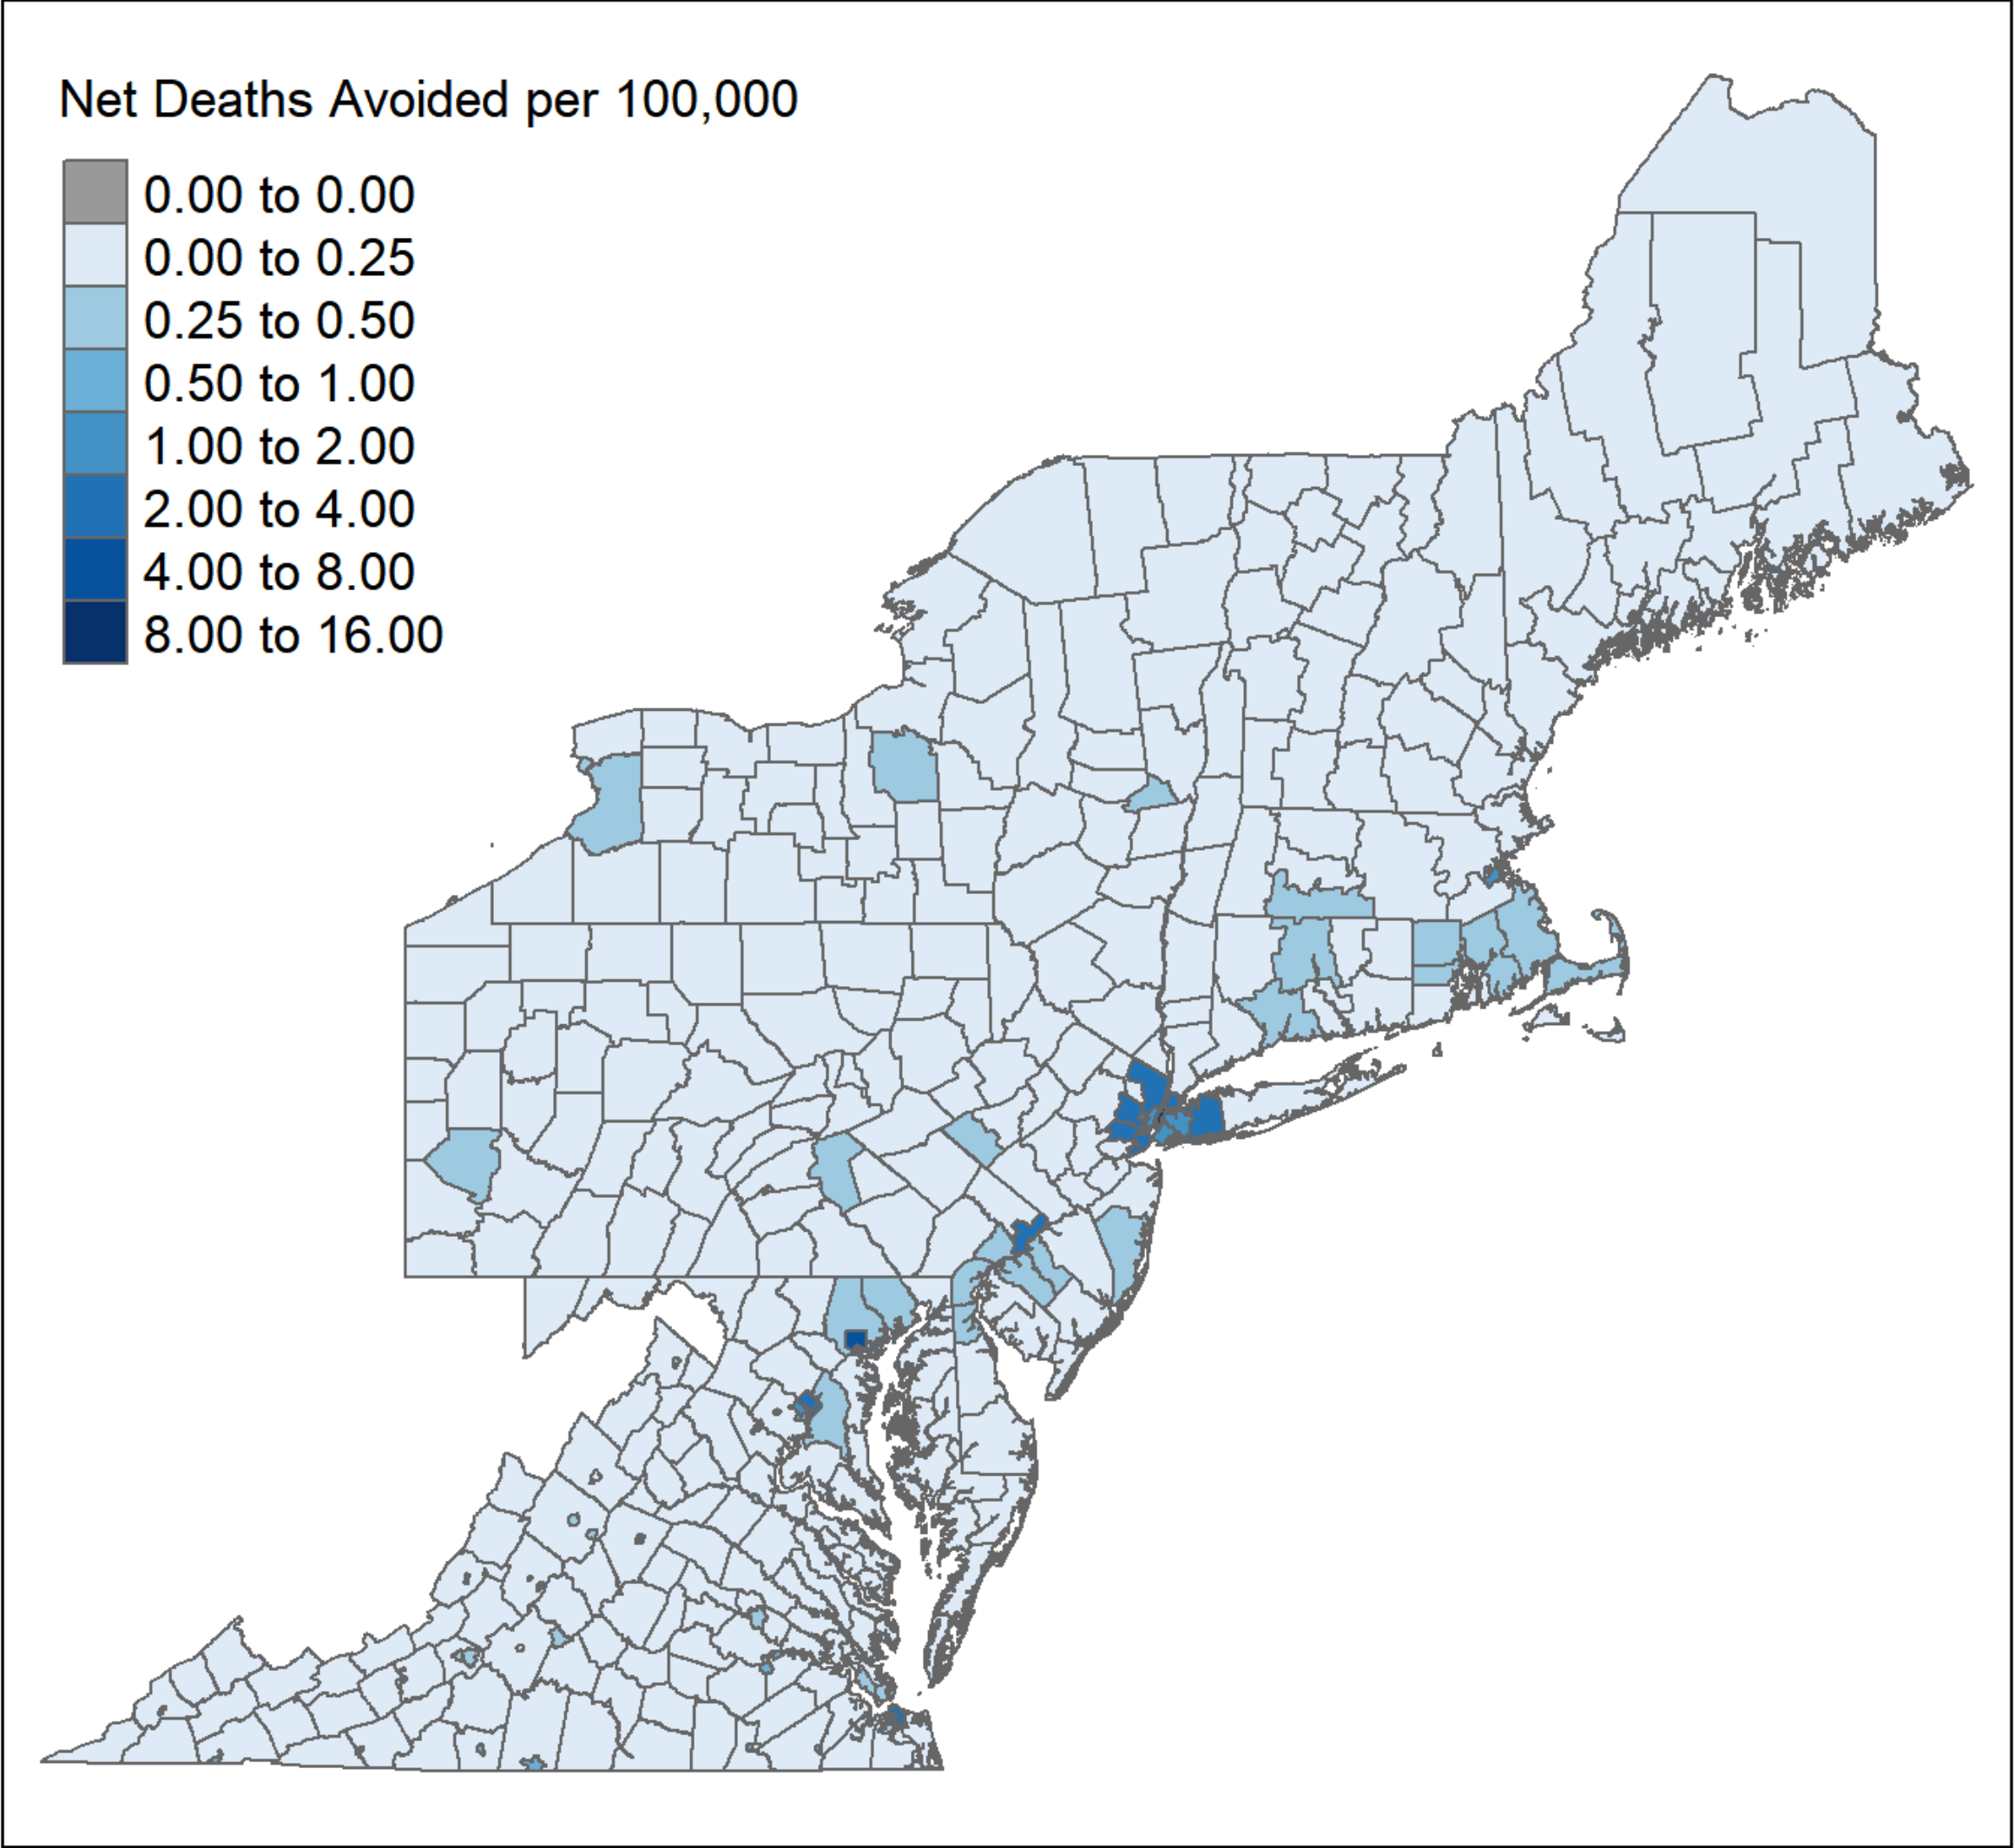 Net Deaths Avoided per 100,000
0.00 to 0.00
0.00 to 0.25
0.25 to 0.50
0.50 to 1.00
1.00 to 2.00
2.00 to 4.00
4.00 to 8.00
8.00 to 16.00